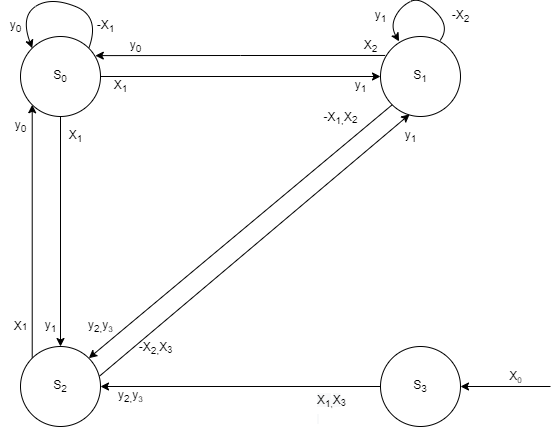 y₀ -X₁ y₁ -X₂
y₀ X₂
S₀ S₁
X₁ y₁
y₀ X₁ -X₁,X₂ y₁
X₁ y₁ y₂,y₃
-X₂,X₃
S₂ S₃ X₀
y₂,y₃ X₁,X₃